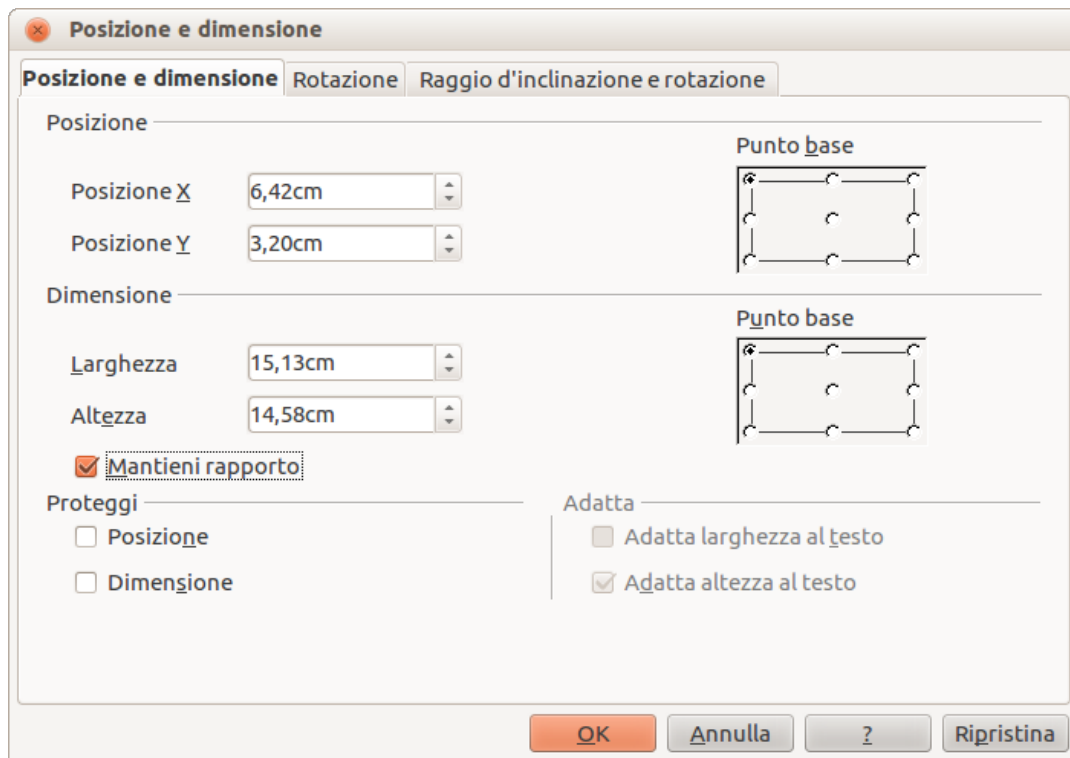 Posizione e dimensione
Posizione e dimensione Rotazione Raggio d'inclinazione e rotazione
Posizione
Punto base
Posizione X 6,42cm
Posizione Y 3,20cm
Dimensione
Punto base
Larghezza 15,13cm
Altezza 14,58cm
Mantieni rapporto
Proteggi Adatta
Posizione Adatta larghezza al testo
Dimensione Adatta altezza al testo
OK Annulla ? Ripristina